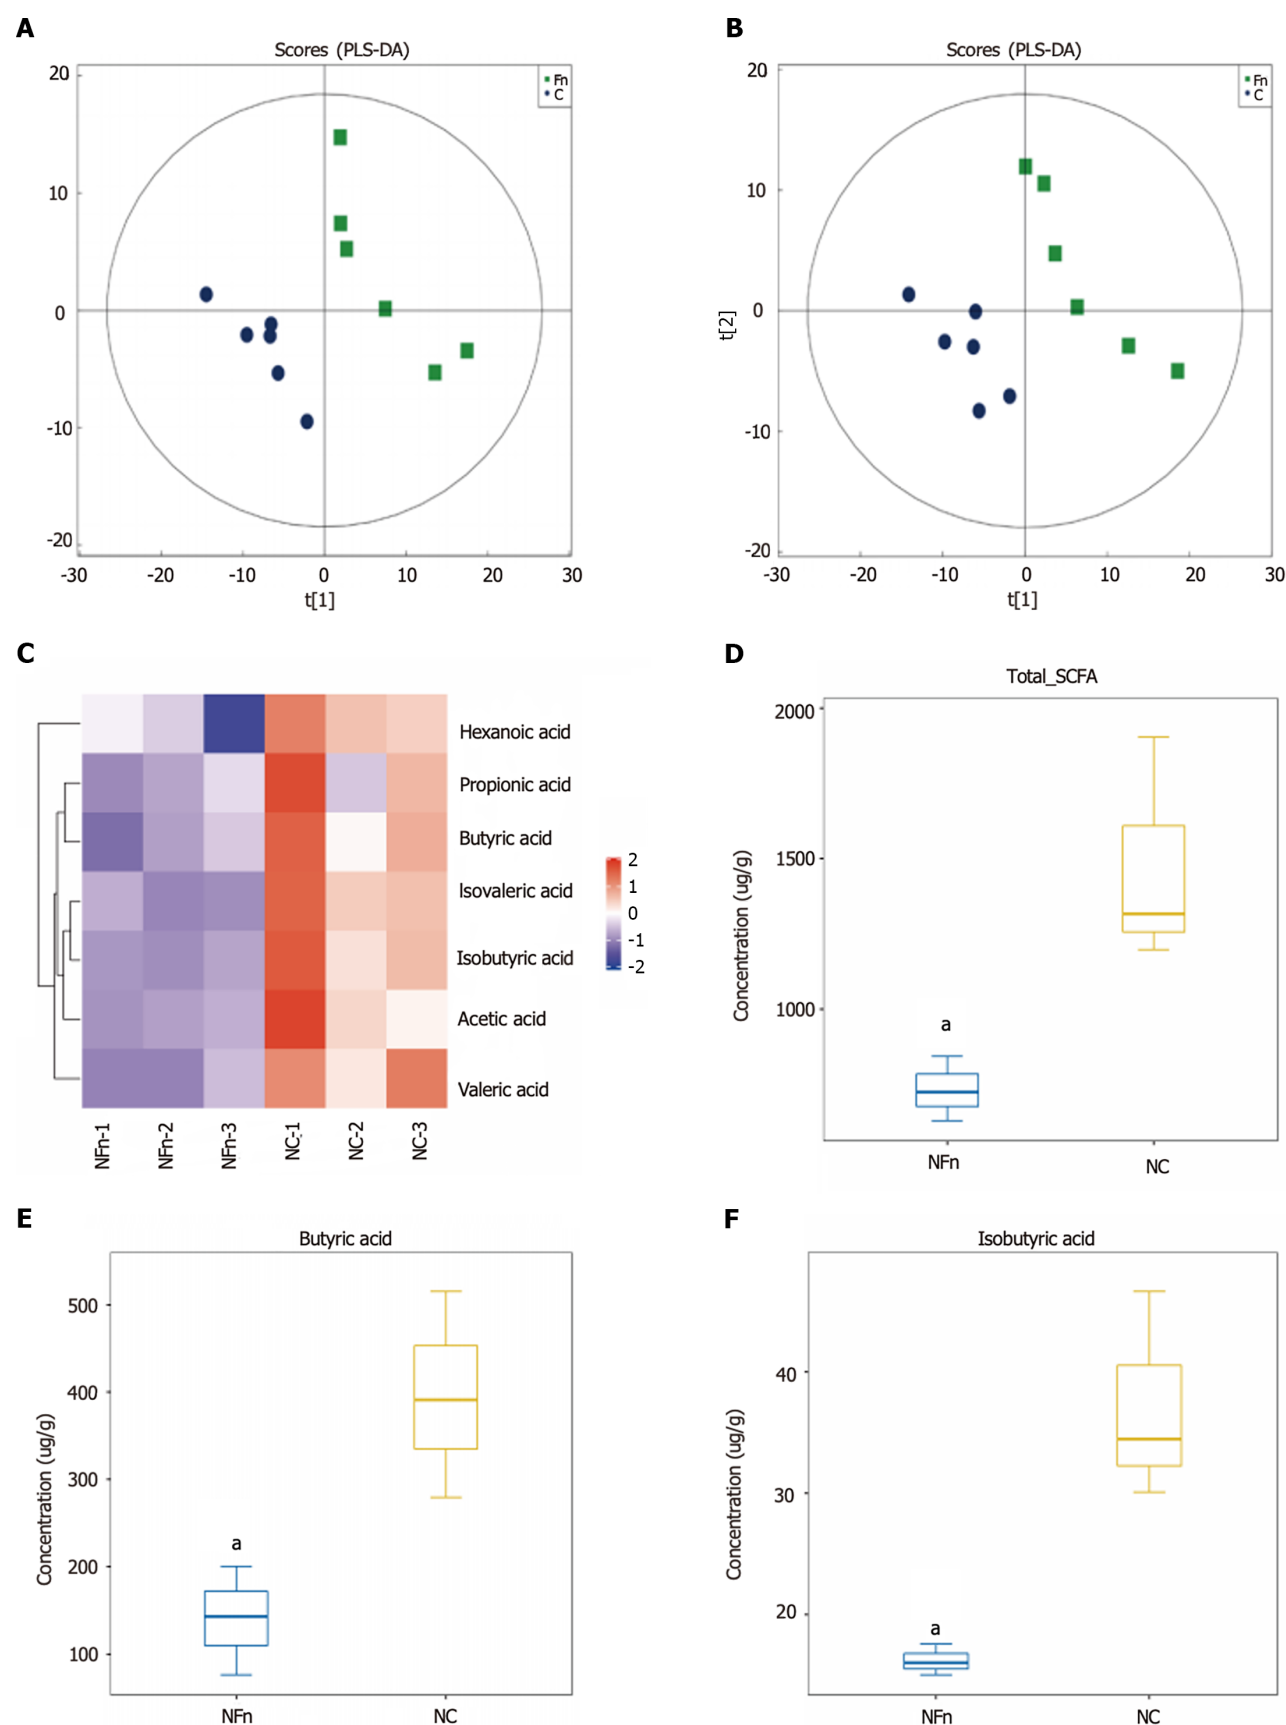 A
Scores (PLS-DA)
Fn
C
20
10
0
-10
-20
-30 -20 -10 0 10 20 30
t[1]
B
Scores (PLS-DA)
Fn
C
20
10
0
-10
-20
t[2]
-30 -20 -10 0 10 20 30
t[1]
C
Hexanoic acid
Propionic acid
Butyric acid
Isovaleric acid
Isobutyric acid
Acetic acid
Valeric acid
2
1
0
-1
-2
NFn-1 NFn-2 NFn-3 NC-1 NC-2 NC-3
D
Total_SCFA
2000
1500
1000
Concentration (ug/g)
a
NFn NC
E
Butyric acid
500
400
300
200
100
Concentration (ug/g)
a
NFn NC
F
Isobutyric acid
40
30
20
Concentration (ug/g)
a
NFn NC